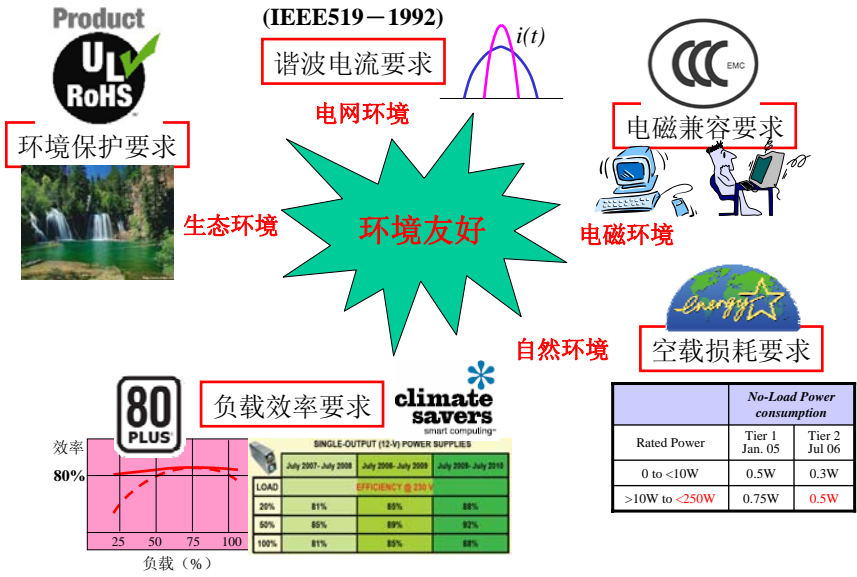 Product
UL
RoHS
环境保护要求
生态环境
(IEEE519－1992)
谐波电流要求
i(t)
电网环境
CCC
EMC
电磁兼容要求
电磁环境
环境友好
energy
自然环境
空载损耗要求
No-Load Power consumption
Rated Power
Tier 1 Jan. 05
Tier 2 Jul 06
0 to <10W
0.5W
0.3W
>10W to <250W
0.75W
0.5W
80
PLUS
负载效率要求
climate
savers
smart computing
效率
80%
25 50 75 100
负载（%）
SINGLE-OUTPUT (12-V) POWER SUPPLIES
July 2007- July 2008
July 2008- July 2009
July 2009- July 2010
LOAD
EFFICIENCY @ 230 V
20% 81% 85% 88%
50% 85% 89% 92%
100% 81% 85% 88%